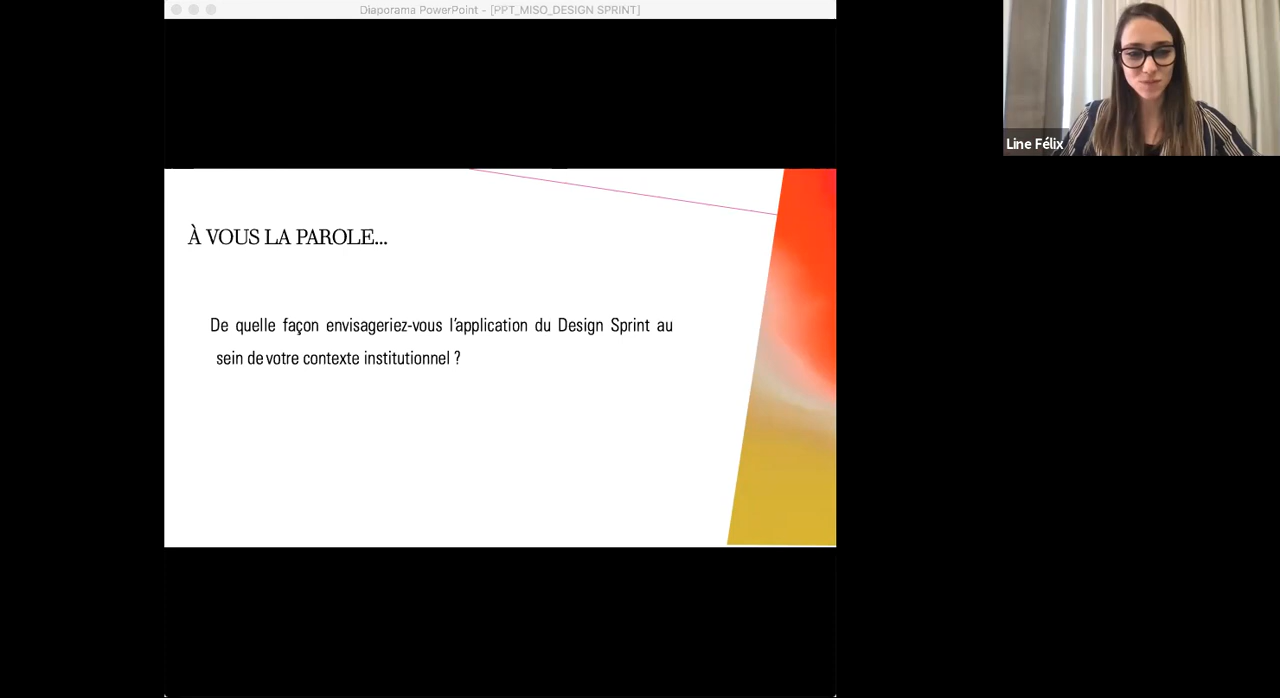 Diaporama PowerPoint - [PPT_MISO_DESIGN SPRINT]
Line Félix
À VOUS LA PAROLE...
De quelle façon envisageriez-vous l'application du Design Sprint au
sein de votre contexte institutionnel ?